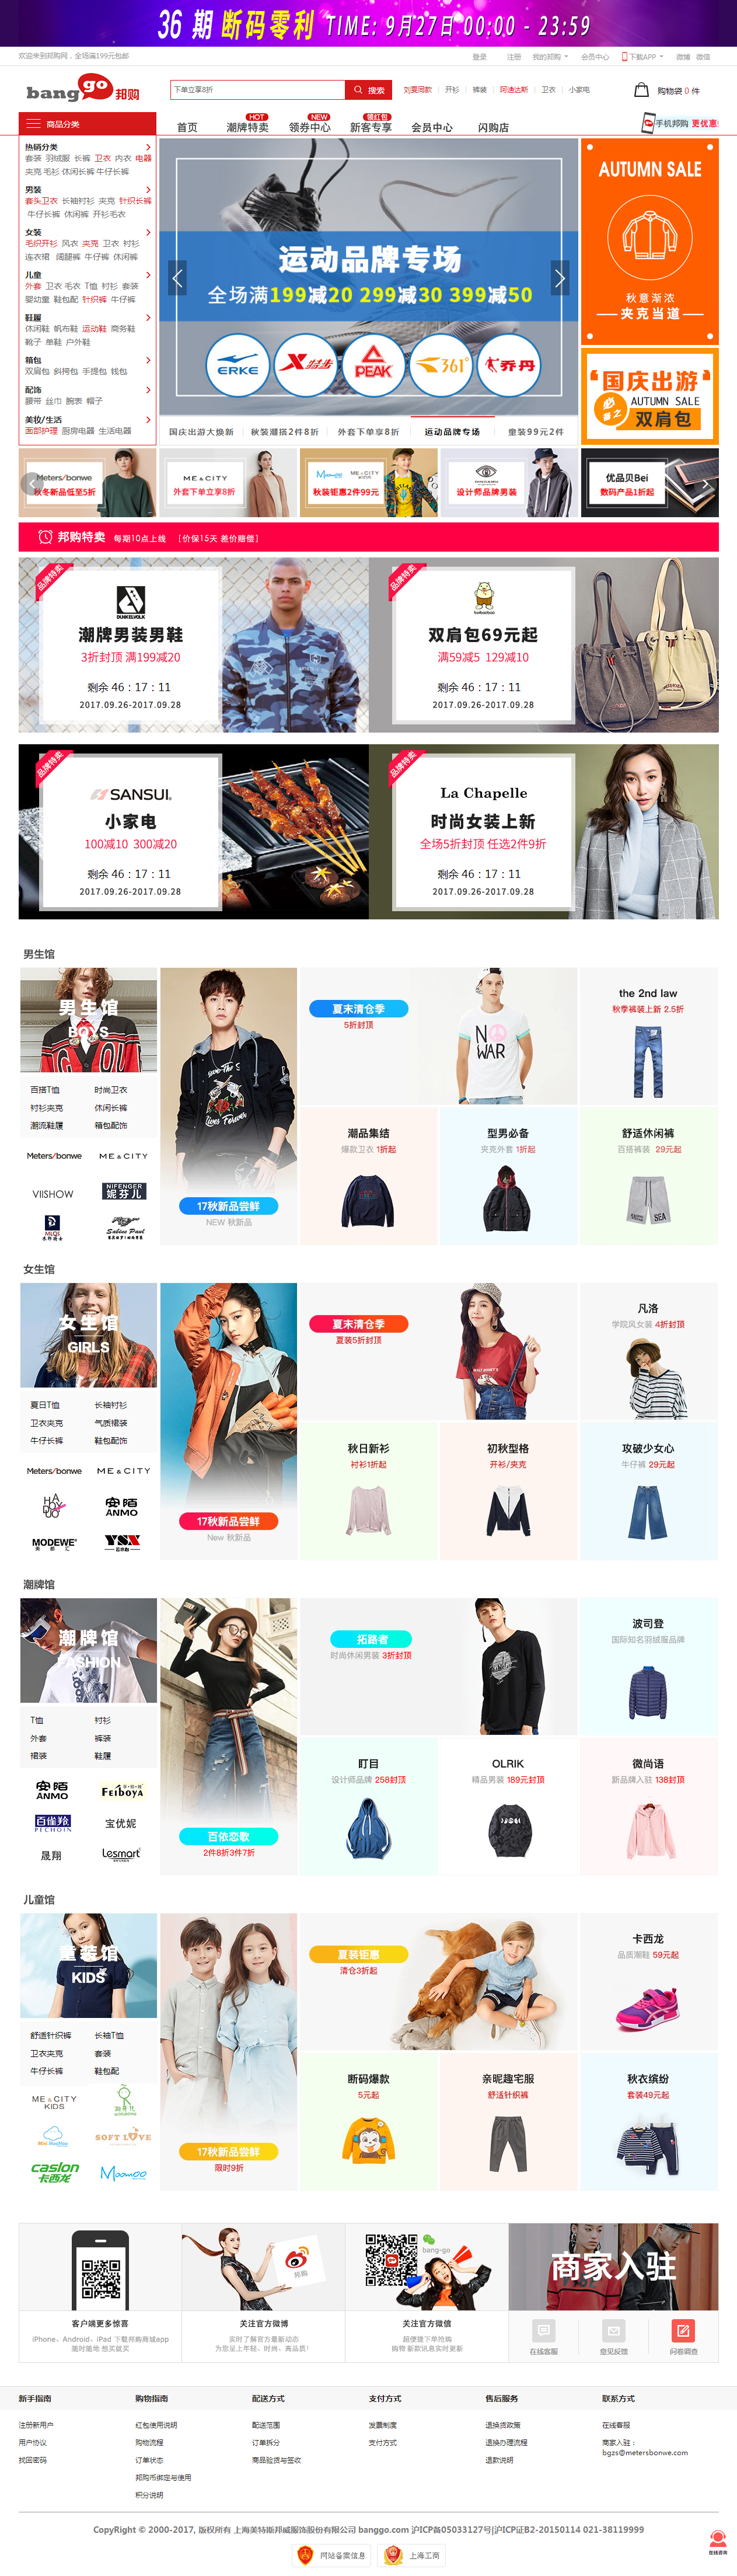 36 期 断码零利 TIME: 9月27日 00:00 - 23:59
欢迎来到邦购网，全场满199元包邮
登录 注册 我的邦购 会员中心 下载APP 微博 微信
bang go 邦购
下单立享8折
搜索
刘雯同款 开衫 裤装 阿迪达斯 卫衣 小家电
购物袋 0 件
商品分类
HOT NEW 领红包
首页 潮牌特卖 领券中心 新客专享 会员中心 闪购店
手机邦购 更优惠!
热销分类
套装 羽绒服 长裤 卫衣 内衣 电器
夹克 毛衫 休闲长裤 牛仔长裤
男装
套头卫衣 长袖衬衫 夹克 针织长裤
牛仔长裤 休闲裤 开衫毛衣
女装
毛织开衫 风衣 夹克 卫衣 衬衫
连衣裙 阔腿裤 牛仔裤 休闲裤
儿童
外套 卫衣 毛衣 T恤 衬衫 套装
婴幼童 鞋包配 针织裤 牛仔裤
鞋履
休闲鞋 帆布鞋 运动鞋 商务鞋
靴子 单鞋 户外鞋
箱包
双肩包 斜挎包 手提包 钱包
配饰
腰带 丝巾 腕表 帽子
美妆/生活
面部护理 厨房电器 生活电器
运动品牌专场
全场满199减20 299减30 399减50
ERKE 特步 PEAK 361° 乔丹
国庆出游大焕新 秋装潮搭2件8折 外套下单享8折 运动品牌专场 童装99元2件
AUTUMN SALE
秋意渐浓
夹克当道
国庆出游
必备之
AUTUMN SALE
双肩包
Meters/bonwe
秋冬新品低至5折
ME&CITY
外套下单立享8折
Meters/bonwe ME&CITY
秋装钜惠2件99元
设计师品牌男装
优品贝Bei
数码产品1折起
邦购特卖 每期10点上线 [价保15天 差价赔偿]
品牌特卖
DUNKELVOLK
潮牌男装男鞋
3折封顶 满199减20
剩余 46：17：11
2017.09.26-2017.09.28
品牌特卖
双肩包69元起
满59减5 129减10
剩余 46：17：11
2017.09.26-2017.09.28
品牌特卖
SANSUI
小家电
100减10 300减20
剩余 46：17：11
2017.09.26-2017.09.28
品牌特卖
La Chapelle
时尚女装上新
全场5折封顶 任选2件9折
剩余 46：17：11
2017.09.26-2017.09.28
男生馆
男生馆
BOYS
百搭T恤 时尚卫衣
衬衫夹克 休闲长裤
潮流鞋履 箱包配饰
Meters/bonwe ME&CITY
VIISHOW NIFENGER 妮芬儿
MLQS Sabina Paul
17秋新品尝鲜
NEW 秋新品
夏末清仓季
5折封顶
NO WAR
the 2nd law
秋季裤装上新 2.5折
潮品集结
爆款卫衣 1折起
型男必备
夹克外套 1折起
舒适休闲裤
百搭裤装 29元起
女生馆
女生馆
GIRLS
夏日T恤 长袖衬衫
卫衣夹克 气质裙装
牛仔长裤 鞋包配饰
Meters/bonwe ME&CITY
HADOYDUO 安陌 ANMO
MODEWE YSX
17秋新品尝鲜
New 秋新品
夏末清仓季
夏装5折封顶
凡洛
学院风女装 4折封顶
秋日新衫
衬衫1折起
初秋型格
开衫/夹克
攻破少女心
牛仔裤 29元起
潮牌馆
潮牌馆
FASHION
T恤 衬衫
外套 裤装
裙装 鞋履
安陌 ANMO FEIBOYA
百雀羚 PECHOIN 宝优妮
晟翔 Lesmart
百依恋歌
2件8折3件7折
拓路者
时尚休闲男装 3折封顶
波司登
国际知名羽绒服品牌
盯目
设计师品牌 258封顶
OLRIK
精品男装 189元封顶
微尚语
新品牌入驻 138封顶
儿童馆
童装馆
KIDS
舒适针织裤 长袖T恤
卫衣夹克 套装
牛仔长裤 鞋包配
ME&CITY KIDS
SOFT LOVE
caslon 卡西龙 Moomoo
17秋新品尝鲜
限时9折
夏装钜惠
清仓3折起
卡西龙
品质潮鞋 59元起
断码爆款
5元起
亲昵趣宅服
舒适针织裤
秋衣缤纷
套装49元起
邦购
bang-go
商家入驻
客户端更多惊喜
iPhone、Android、iPad 下载邦购商城app
随时随地 想买就买
关注官方微博
实时了解官方最新动态
为您呈上年轻、时尚、高品质!
关注官方微信
超便捷下单抢购
购物 新款讯息实时更新
在线客服 意见反馈 问卷调查
新手指南 购物指南 配送方式 支付方式 售后服务 联系方式
注册新用户 红包使用说明 配送范围 发票制度 退换货政策 在线客服
用户协议 购物流程 订单拆分 支付方式 退换办理流程 商家入驻：
bgzs@metersbonwe.com
找回密码 订单状态 商品验货与签收 退款说明
邦购币绑定与使用
积分说明
CopyRight © 2000-2017, 版权所有 上海美特斯邦威服饰股份有限公司 banggo.com 沪ICP备05033127号|沪ICP证B2-20150114 021-38119999
网站备案信息 上海工商
在线咨询